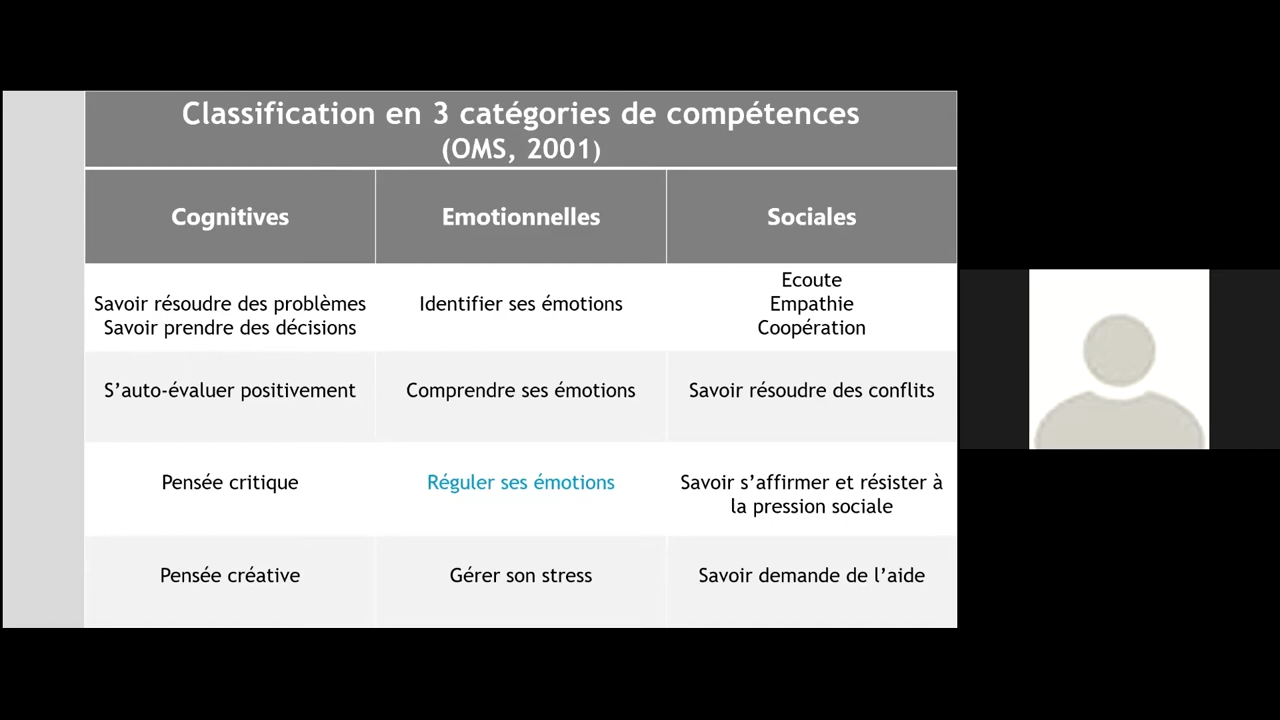 Classification en 3 catégories de compétences
(OMS, 2001)
Cognitives
Emotionnelles
Sociales
Savoir résoudre des problèmes
Savoir prendre des décisions
Identifier ses émotions
Ecoute
Empathie
Coopération
S’auto-évaluer positivement
Comprendre ses émotions
Savoir résoudre des conflits
Pensée critique
Réguler ses émotions
Savoir s’affirmer et résister à
la pression sociale
Pensée créative
Gérer son stress
Savoir demande de l’aide